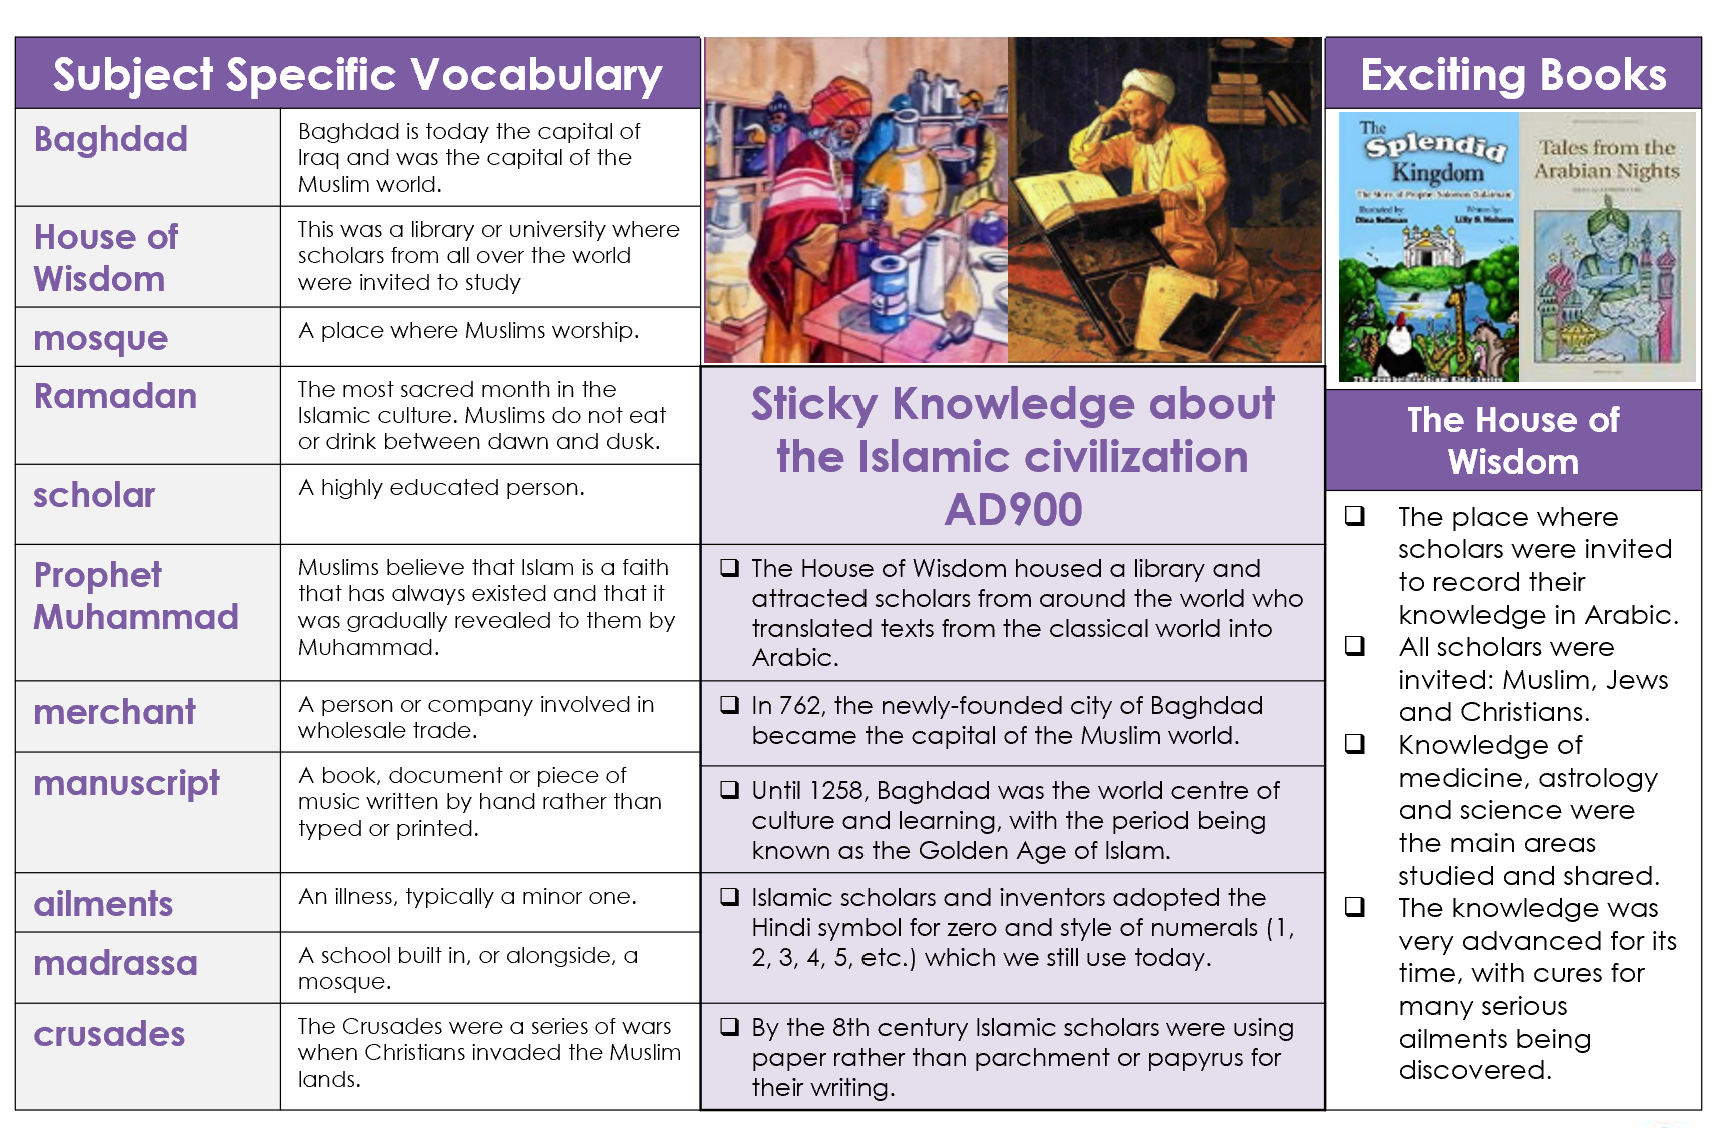 Subject Specific Vocabulary
Baghdad
Baghdad is today the capital of
Iraq and was the capital of the
Muslim world.
House of
Wisdom
This was a library or university where
scholars from all over the world
were invited to study
mosque
A place where Muslims worship.
Ramadan
The most sacred month in the
Islamic culture. Muslims do not eat
or drink between dawn and dusk.
scholar
A highly educated person.
Prophet
Muhammad
Muslims believe that Islam is a faith
that has always existed and that it
was gradually revealed to them by
Muhammad.
merchant
A person or company involved in
wholesale trade.
manuscript
A book, document or piece of
music written by hand rather than
typed or printed.
ailments
An illness, typically a minor one.
madrassa
A school built in, or alongside, a
mosque.
crusades
The Crusades were a series of wars
when Christians invaded the Muslim
lands.
Sticky Knowledge about
the Islamic civilization
AD900
The House of Wisdom housed a library and
attracted scholars from around the world who
translated texts from the classical world into
Arabic.
In 762, the newly-founded city of Baghdad
became the capital of the Muslim world.
Until 1258, Baghdad was the world centre of
culture and learning, with the period being
known as the Golden Age of Islam.
Islamic scholars and inventors adopted the
Hindi symbol for zero and style of numerals (1,
2, 3, 4, 5, etc.) which we still use today.
By the 8th century Islamic scholars were using
paper rather than parchment or papyrus for
their writing.
Exciting Books
The
Splendid
Kingdom
The Story of Prophet
Illustrated by
Written by
Tales from the
Arabian Nights
The House of
Wisdom
The place where
scholars were invited
to record their
knowledge in Arabic.
All scholars were
invited: Muslim, Jews
and Christians.
Knowledge of
medicine, astrology
and science were
the main areas
studied and shared.
The knowledge was
very advanced for its
time, with cures for
many serious
ailments being
discovered.